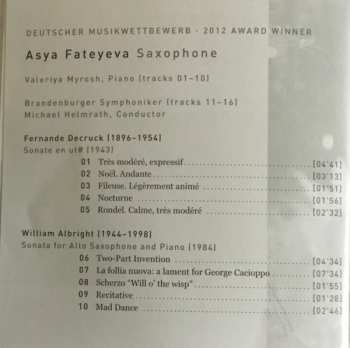 DEUTSCHER MUSIKWETTBEWERB · 2012 AWARD WINNER
Asya Fateyeva Saxophone
Valeriya Myrosh, Piano (tracks 01–10)
Brandenburger Symphoniker (tracks 11–16)
Michael Helmrath, Conductor
Fernande Decruck (1896–1954)
Sonate en ut# (1943)
01 Très modéré, expressif [04'41]
02 Noël. Andante [03'13]
03 Fileuse. Légèrement animé [01'51]
04 Nocturne [01'56]
05 Rondel. Calme, très modéré [02'32]
William Albright (1944–1998)
Sonata for Alto Saxophone and Piano (1984)
06 Two-Part Invention [04'34]
07 La follia nuova: a lament for George Cacioppo [07'34]
08 Scherzo "Will o' the wisp" [01'55]
09 Recitative [01'28]
10 Mad Dance [02'46]